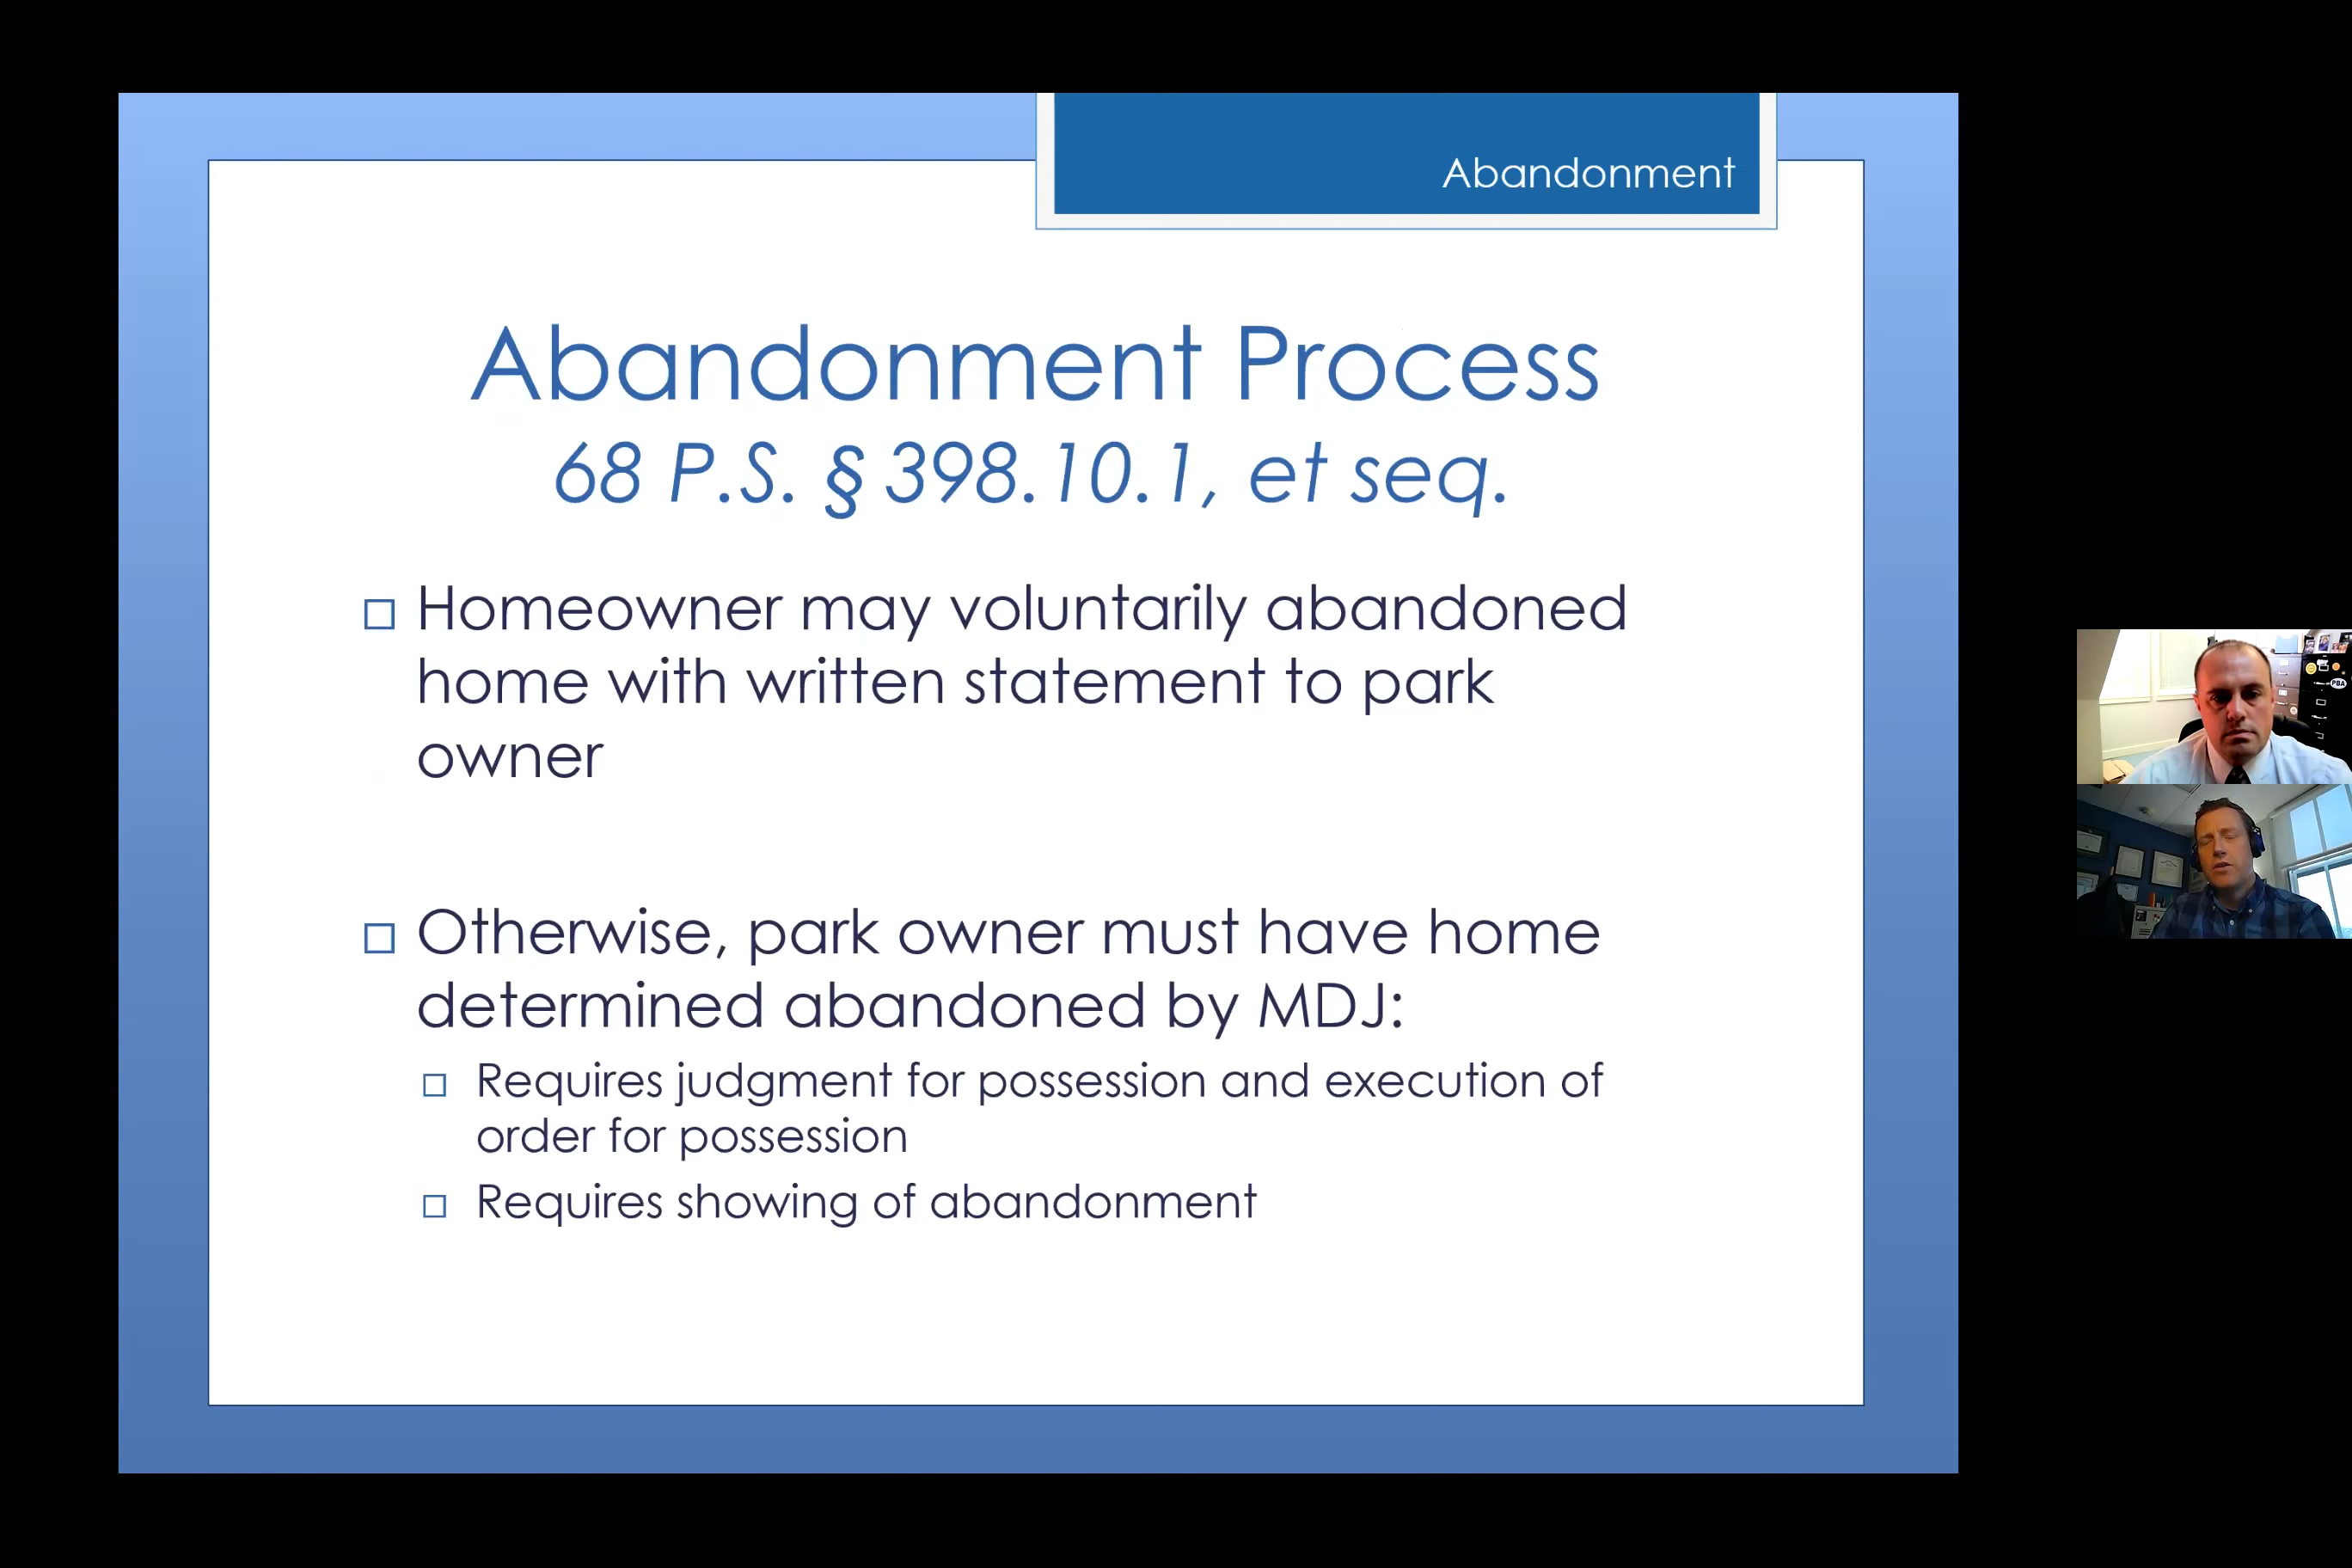 Abandonment
Abandonment Process
68 P.S. § 398.10.1, et seq.
Homeowner may voluntarily abandoned
home with written statement to park
owner
Otherwise, park owner must have home
determined abandoned by MDJ:
Requires judgment for possession and execution of
order for possession
Requires showing of abandonment
PBA